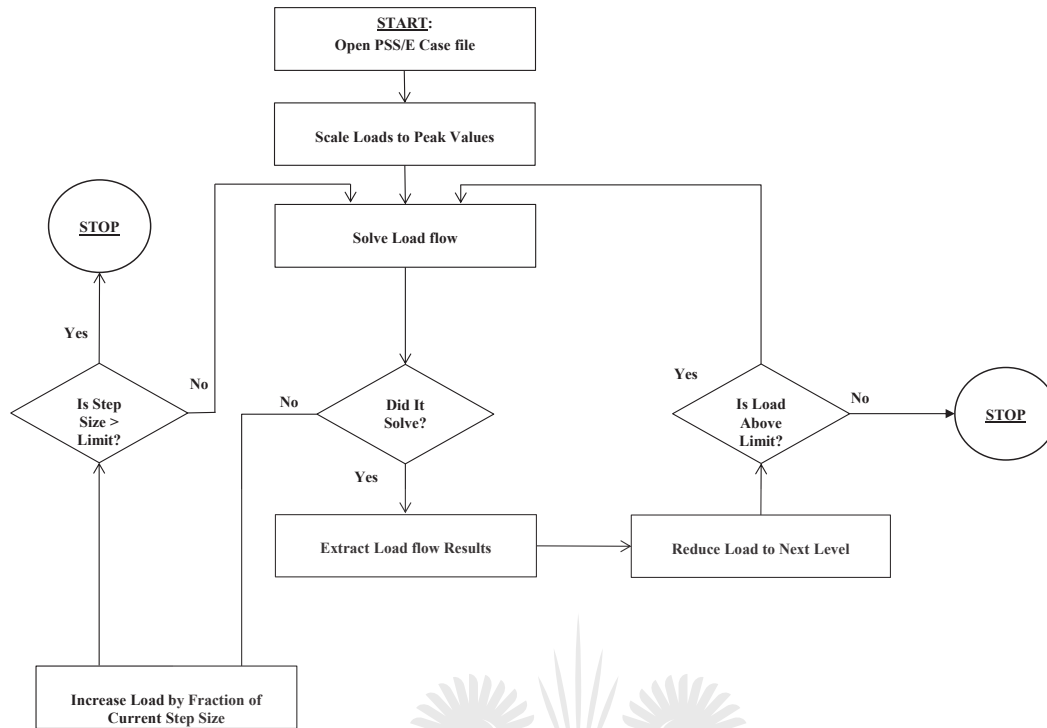 START:
Open PSS/E Case file
Scale Loads to Peak Values
STOP
Solve Load flow
Yes
No
Is Step
Size >
Limit?
No
Did It
Solve?
Yes
Yes
Is Load
Above
Limit?
No
STOP
Extract Load flow Results
Reduce Load to Next Level
Increase Load by Fraction of
Current Step Size